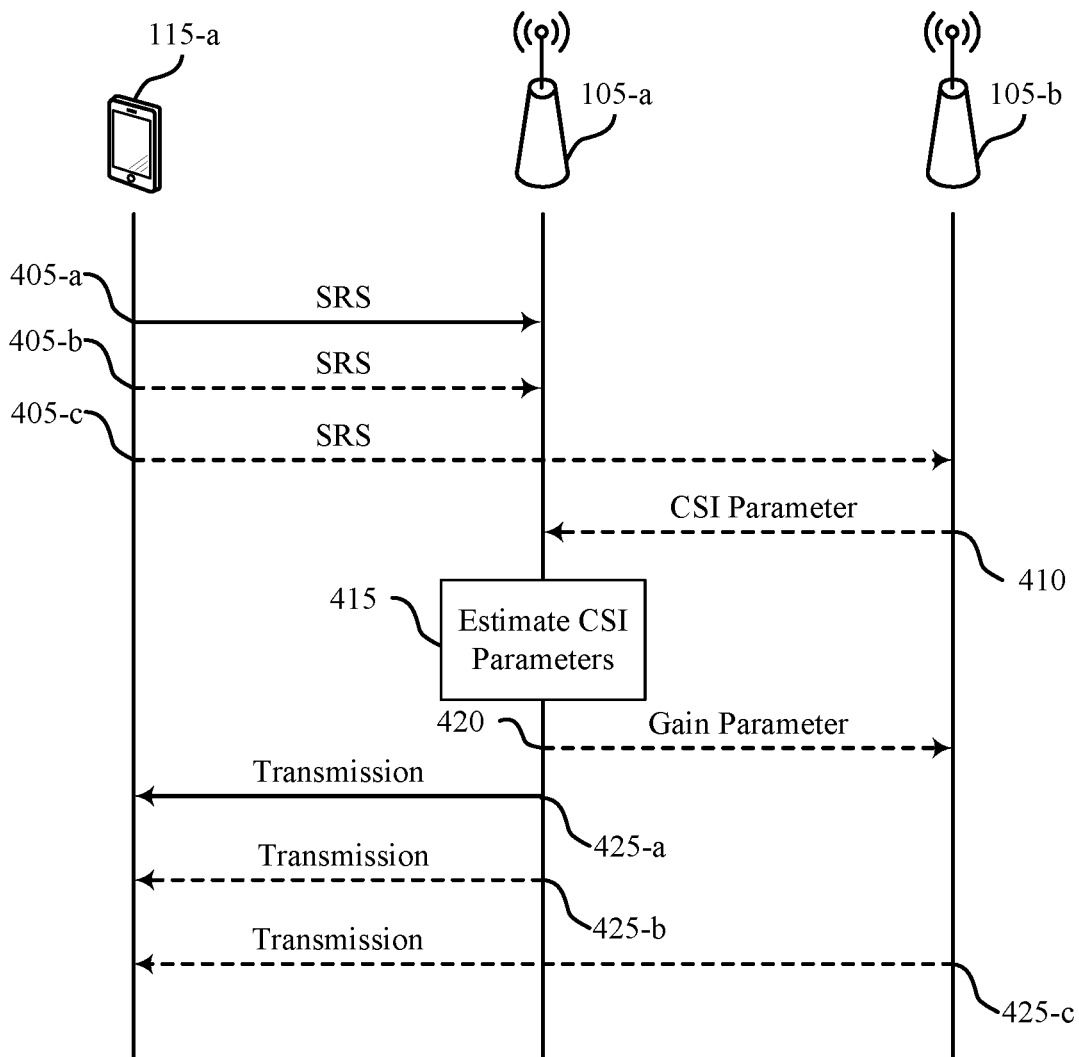 115-a
105-a
105-b
405-a
SRS
405-b
SRS
405-c
SRS
CSI Parameter
410
415
Estimate CSI
Parameters
420
Gain Parameter
Transmission
425-a
Transmission
425-b
Transmission
425-c